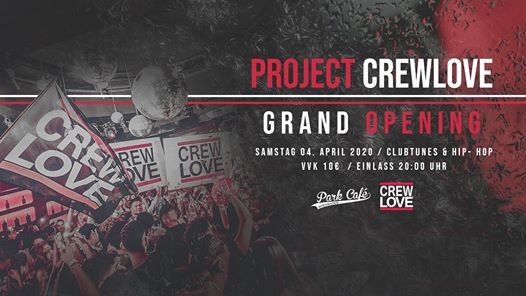 PROJECT CREWLOVE
GRAND OPENING
SAMSTAG 04. APRIL 2020 / CLUBTUNES & HIP- HOP
VVK 10€ / EINLASS 20:00 UHR
Park Café
CREW
LOVE
CREW
LOVE
CREW
LOVE
CREW
LOVE